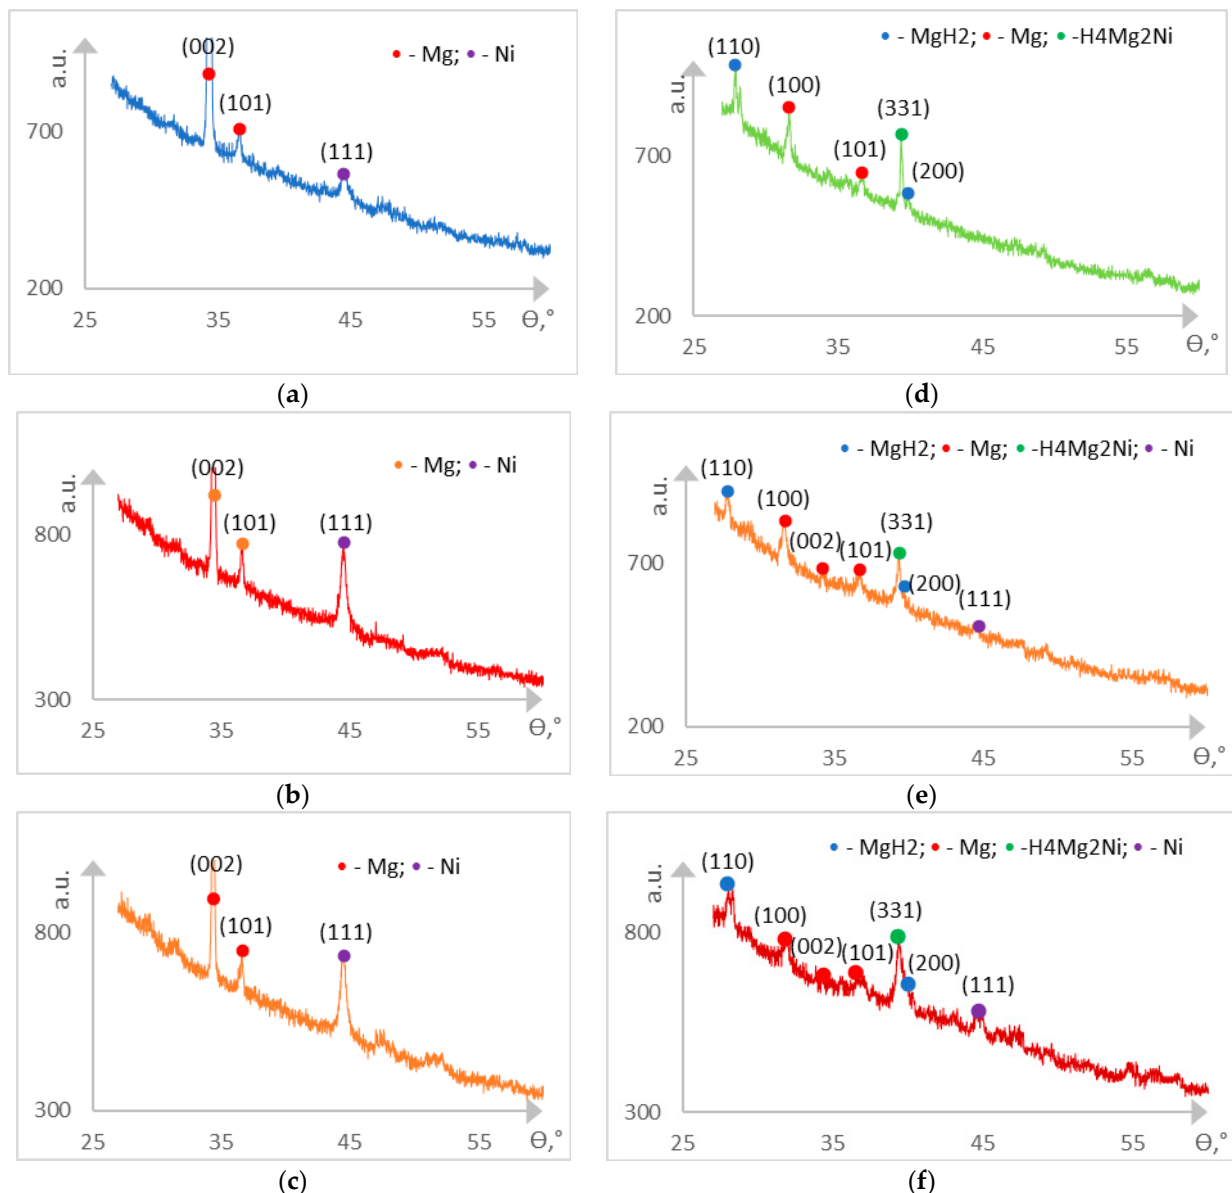 a.u.
(002)
(101)
(111)
- Mg; - Ni
700
200
25 35 45 55 Ө,°
(a)
a.u.
- MgH2; - Mg; -H4Mg2Ni
(110)
(100)
(331)
(101)
(200)
700
200
25 35 45 55 Ө,°
(d)
a.u.
(002)
(101)
(111)
- Mg; - Ni
800
300
25 35 45 55 Ө,°
(b)
a.u.
- MgH2; - Mg; -H4Mg2Ni; - Ni
(110)
(100)
(331)
(002)
(101)
(200)
(111)
700
200
25 35 45 55 Ө,°
(e)
a.u.
(002)
(101)
(111)
- Mg; - Ni
800
300
25 35 45 55 Ө,°
(c)
a.u.
- MgH2; - Mg; -H4Mg2Ni; - Ni
(110)
(100)
(331)
(002)
(101)
(200)
(111)
800
300
25 35 45 55 Ө,°
(f)